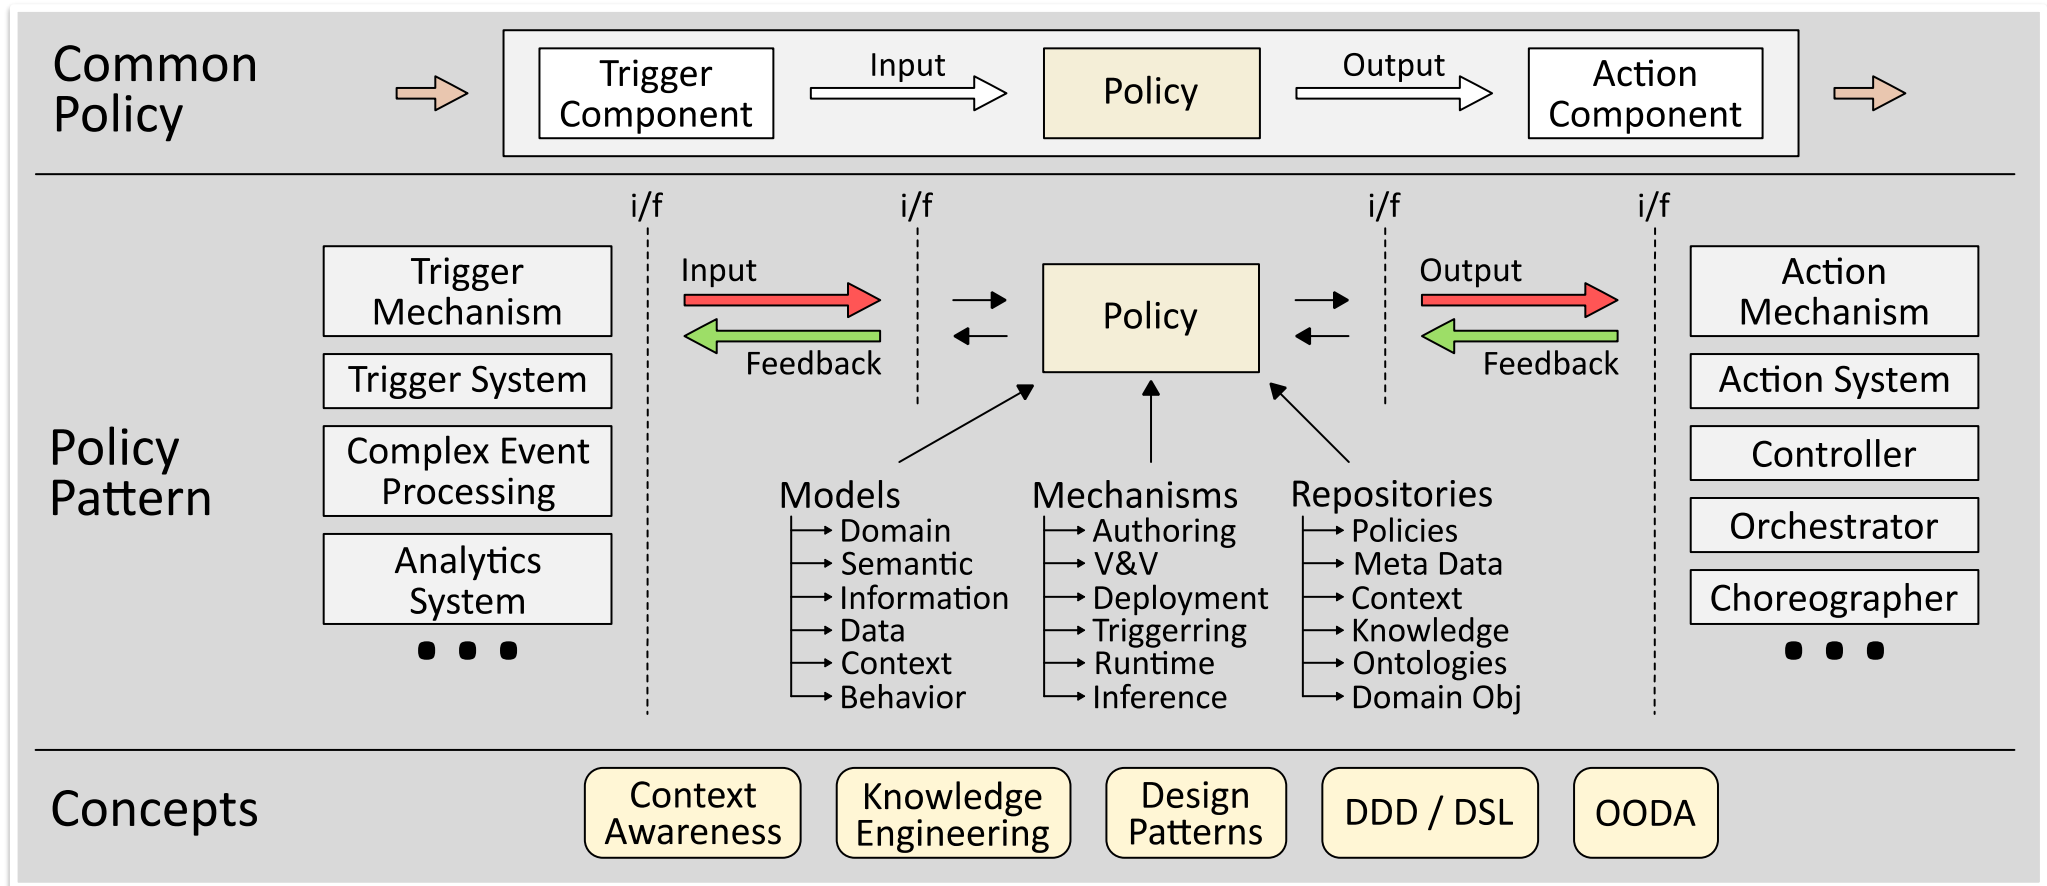 Common
Policy
Trigger
Component
Input
Policy
Output
Action
Component
Policy
Pattern
i/f
i/f
i/f
i/f
Trigger
Mechanism
Trigger System
Complex Event
Processing
Analytics
System
Input
Feedback
Policy
Output
Feedback
Models
Domain
Semantic
Information
Data
Context
Behavior
Mechanisms
Authoring
V&V
Deployment
Triggerring
Runtime
Inference
Repositories
Policies
Meta Data
Context
Knowledge
Ontologies
Domain Obj
Action
Mechanism
Action System
Controller
Orchestrator
Choreographer
Concepts
Context
Awareness
Knowledge
Engineering
Design
Patterns
DDD / DSL
OODA